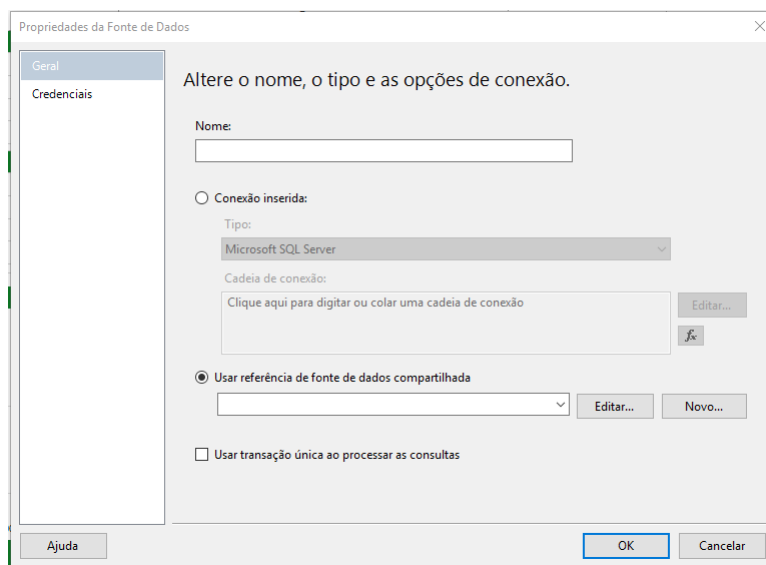 Propriedades da Fonte de Dados
Geral
Credenciais
Altere o nome, o tipo e as opções de conexão.
Nome:
Conexão inserida:
Tipo:
Microsoft SQL Server
Cadeia de conexão:
Clique aqui para digitar ou colar uma cadeia de conexão
Editar...
fx
Usar referência de fonte de dados compartilhada
Editar...
Novo...
Usar transação única ao processar as consultas
Ajuda
OK
Cancelar